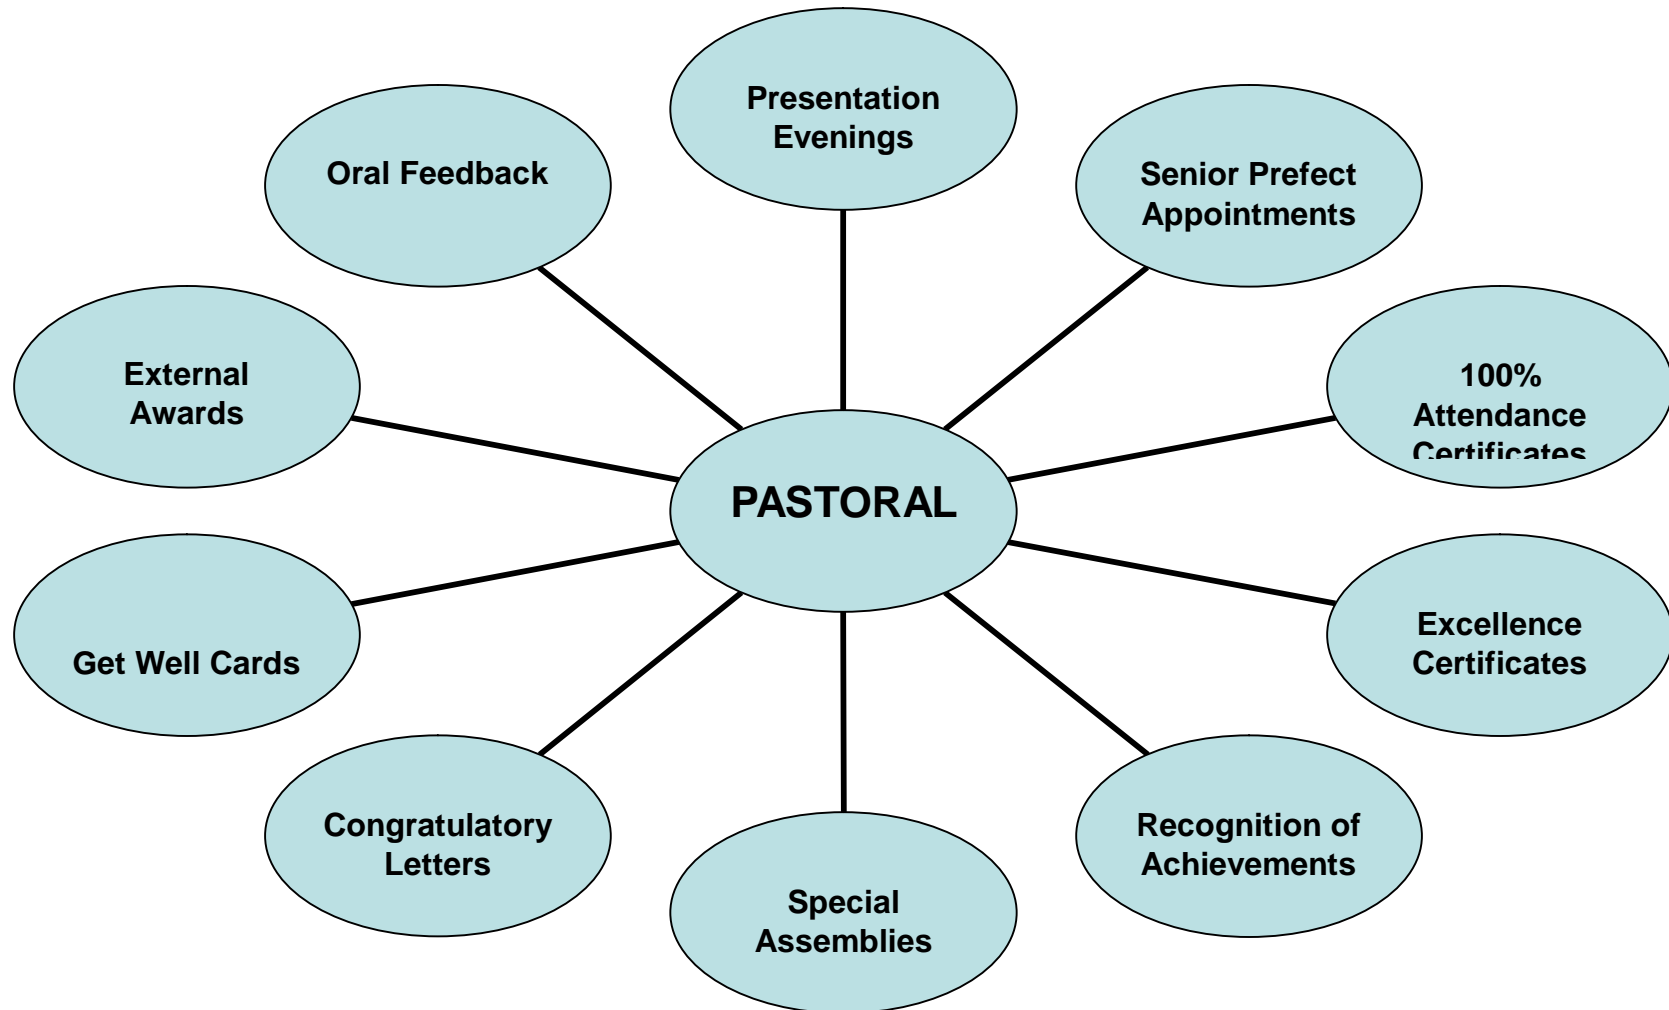 Presentation
Evenings
Oral Feedback
Senior Prefect
Appointments
External
Awards
100%
Attendance
Certificates
PASTORAL
Get Well Cards
Excellence
Certificates
Congratulatory
Letters
Recognition of
Achievements
Special
Assemblies